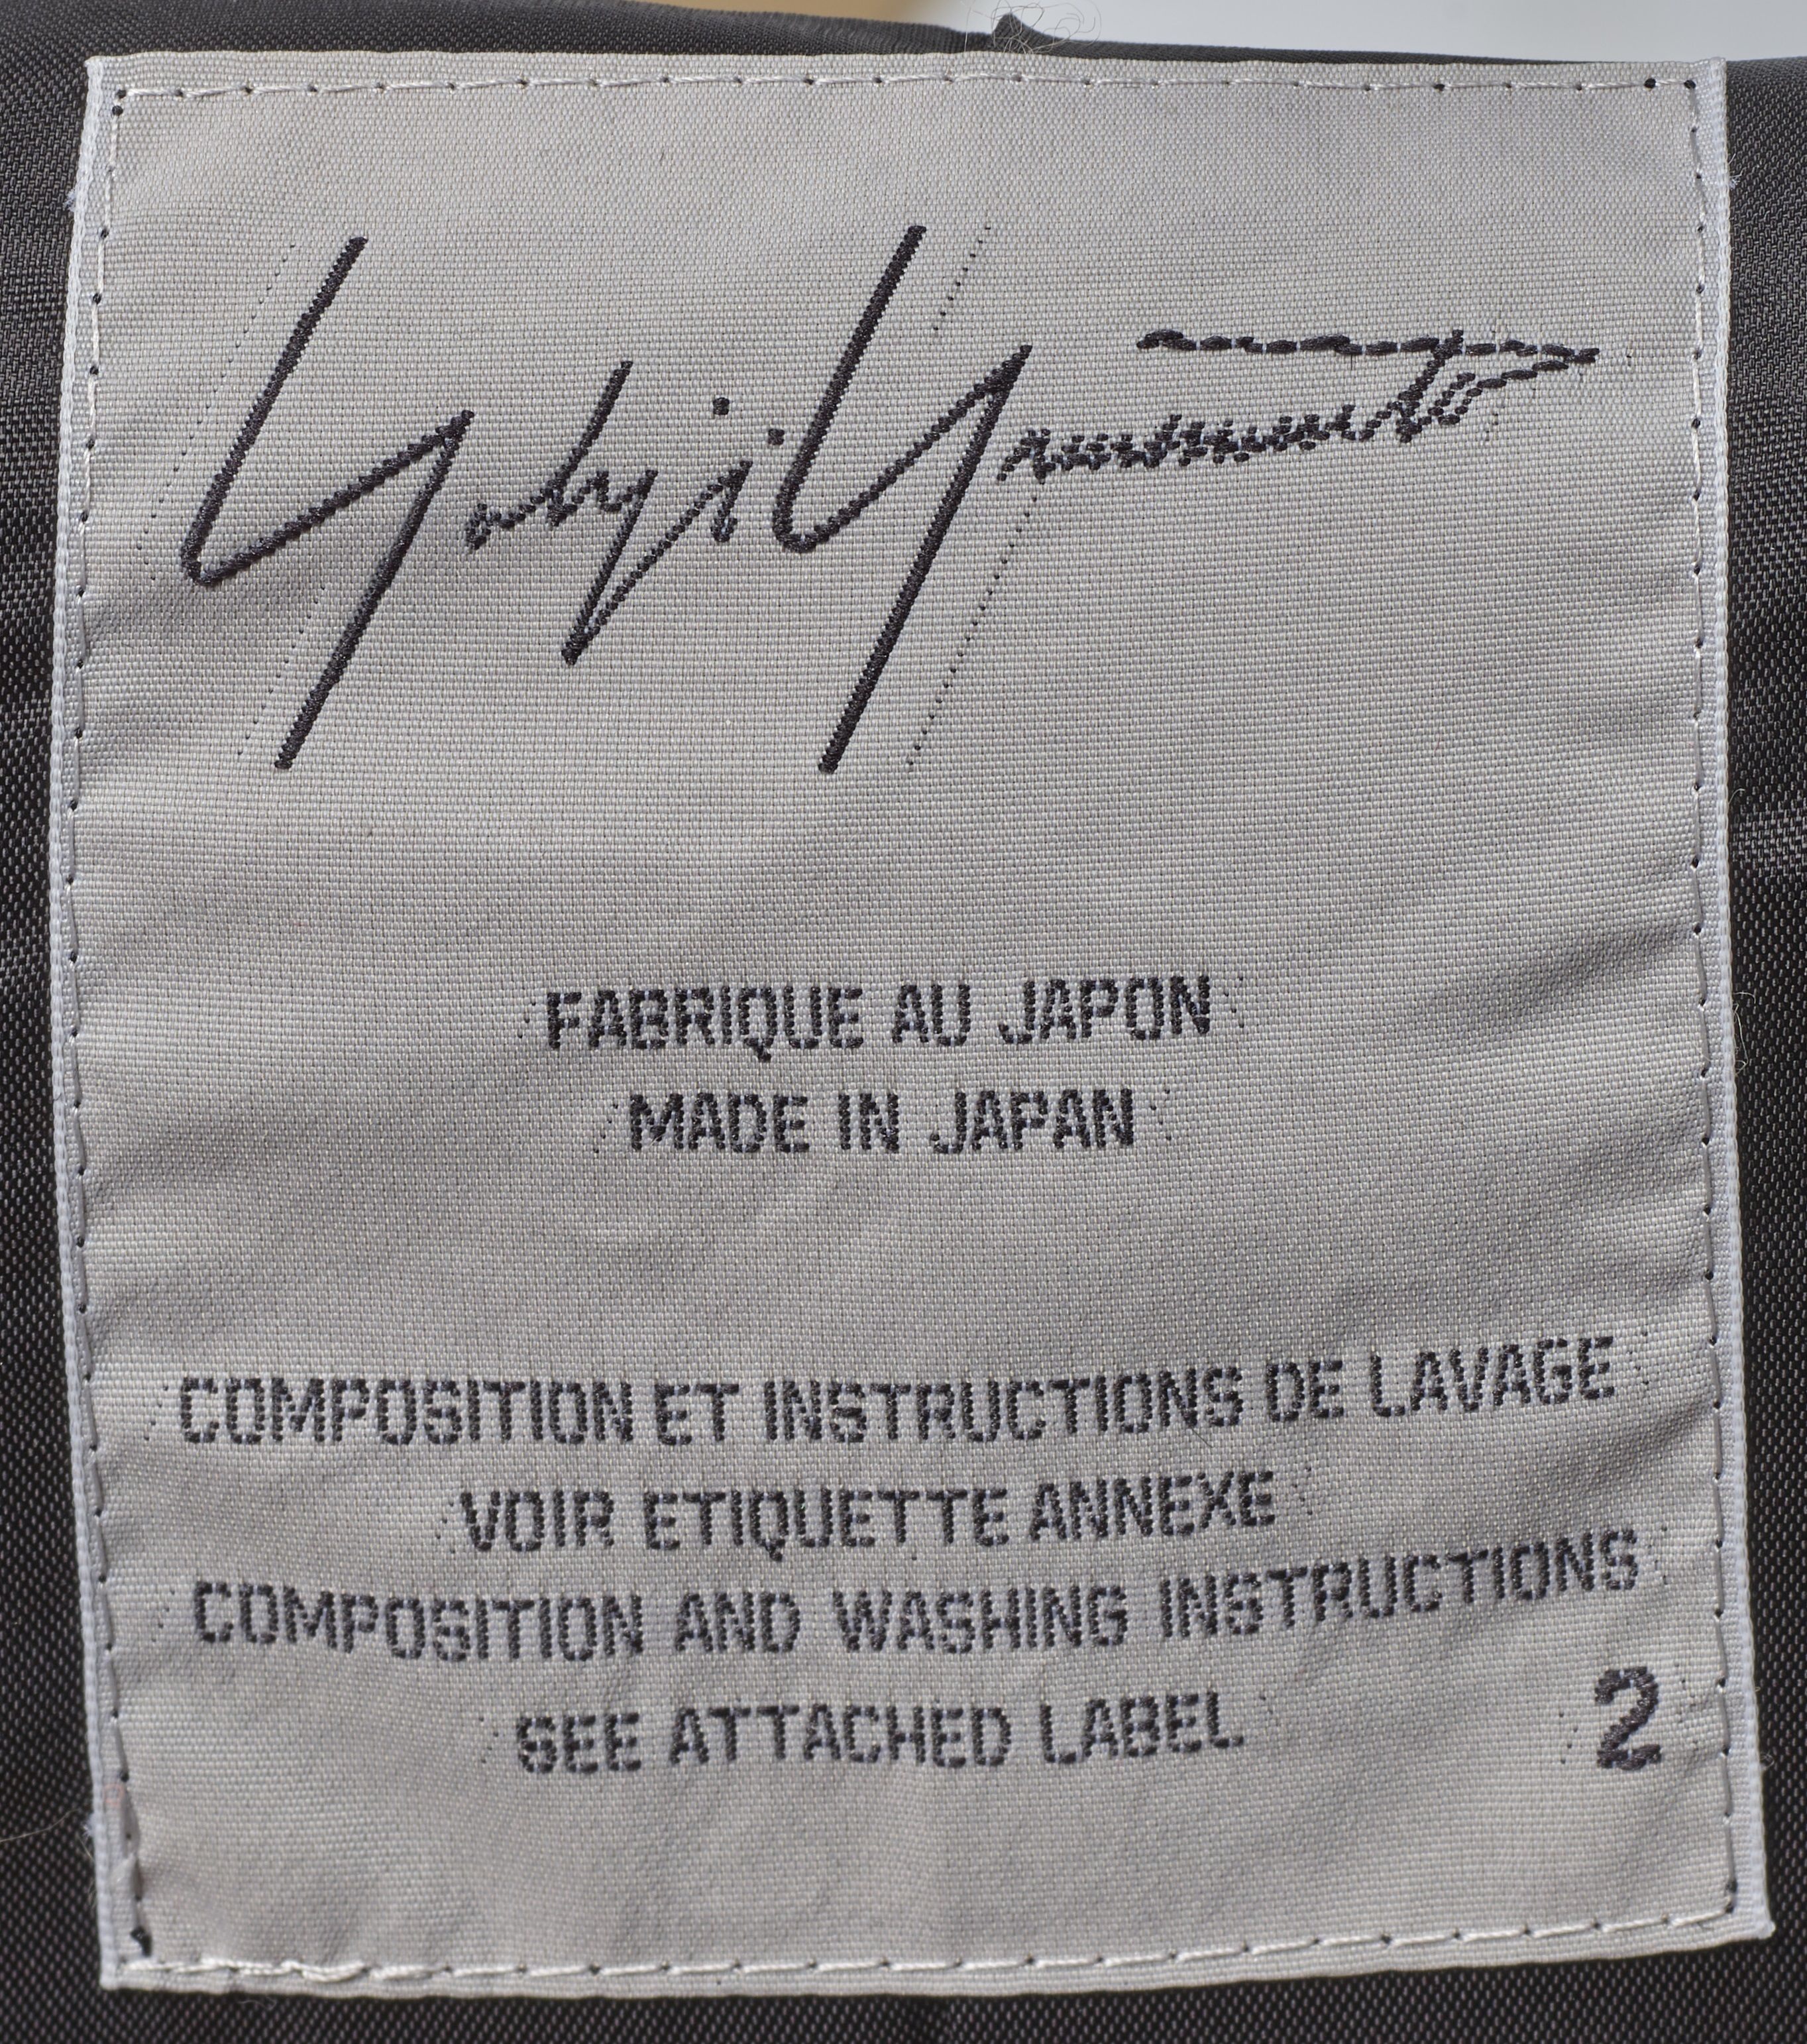 Yohji Yamamoto
FABRIQUE AU JAPON
MADE IN JAPAN
COMPOSITION ET INSTRUCTIONS DE LAVAGE
VOIR ETIQUETTE ANNEXE
COMPOSITION AND WASHING INSTRUCTIONS
SEE ATTACHED LABEL
2